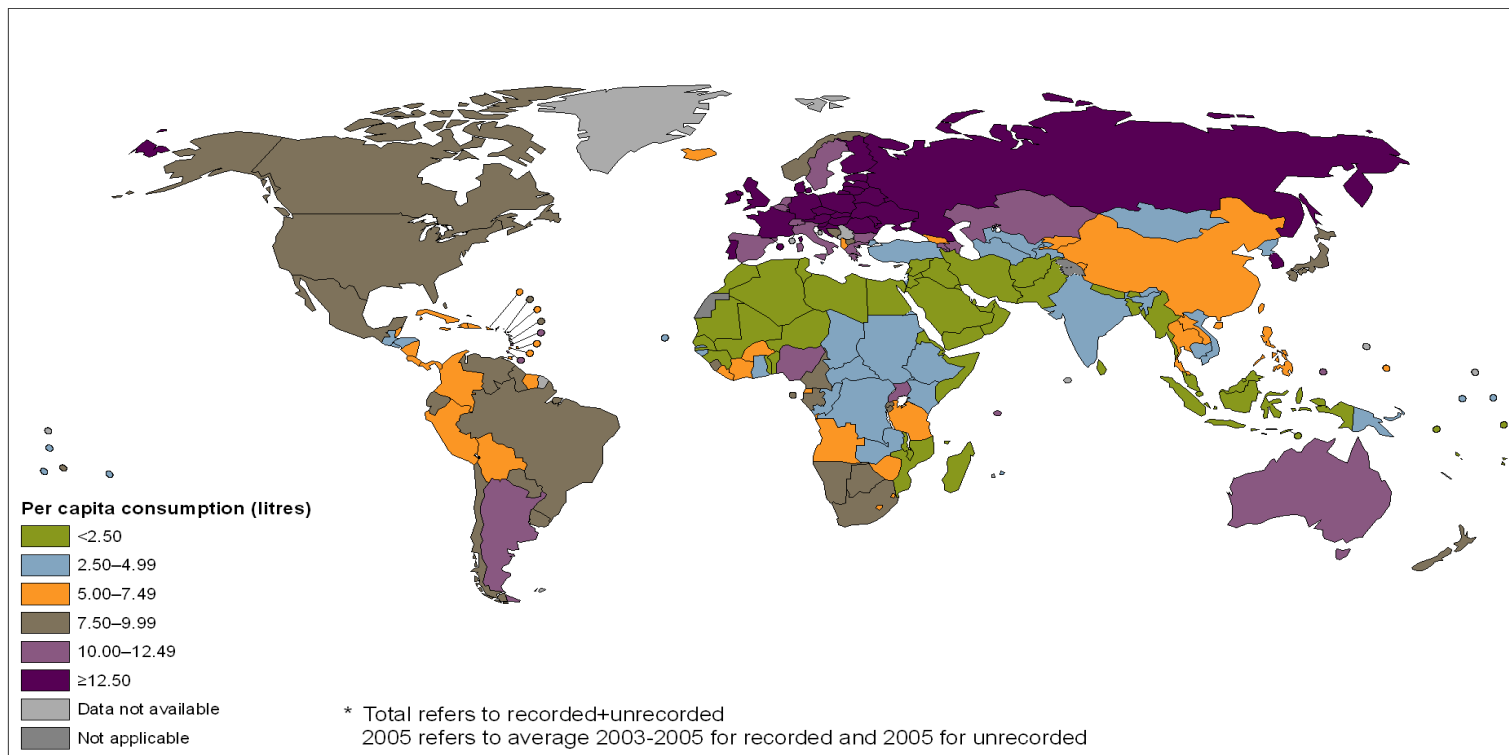 Per capita consumption (litres)
<2.50
2.50–4.99
5.00–7.49
7.50–9.99
10.00–12.49
≥12.50
Data not available
Not applicable
* Total refers to recorded+unrecorded
2005 refers to average 2003-2005 for recorded and 2005 for unrecorded